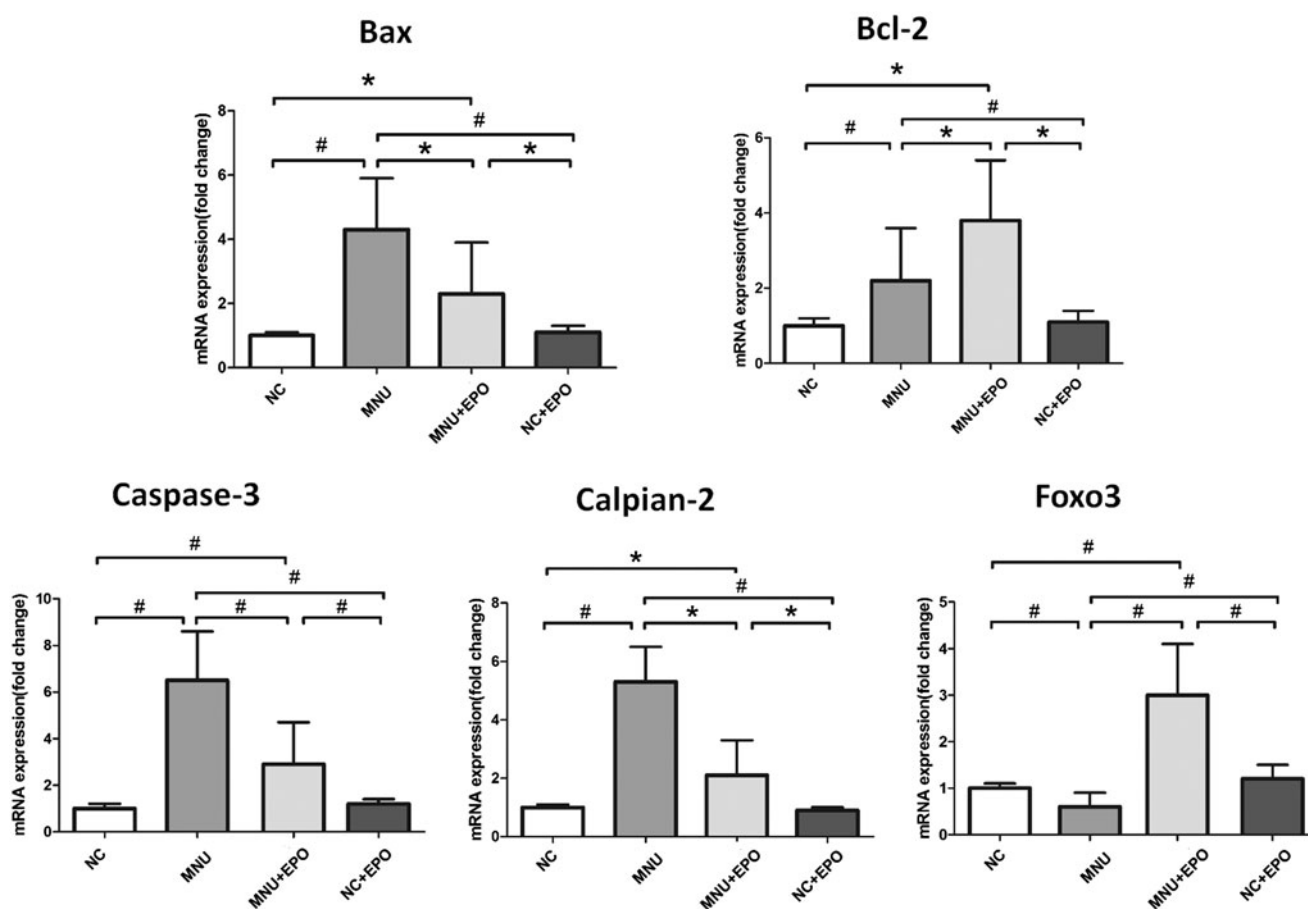 Bax
*
#
#
*
*
mRNA expression(fold change)
8
6
4
2
0
NC
MNU
MNU+EPO
NC+EPO
Bcl-2
*
#
#
*
*
mRNA expression(fold change)
6
4
2
0
NC
MNU
MNU+EPO
NC+EPO
Caspase-3
#
#
#
#
#
mRNA expression(fold change)
10
8
6
4
2
0
NC
MNU
MNU+EPO
NC+EPO
Calpian-2
*
#
#
*
*
mRNA expression(fold change)
8
6
4
2
0
NC
MNU
MNU+EPO
NC+EPO
Foxo3
#
#
#
#
#
mRNA expression(fold change)
5
4
3
2
1
0
NC
MNU
MNU+EPO
NC+EPO